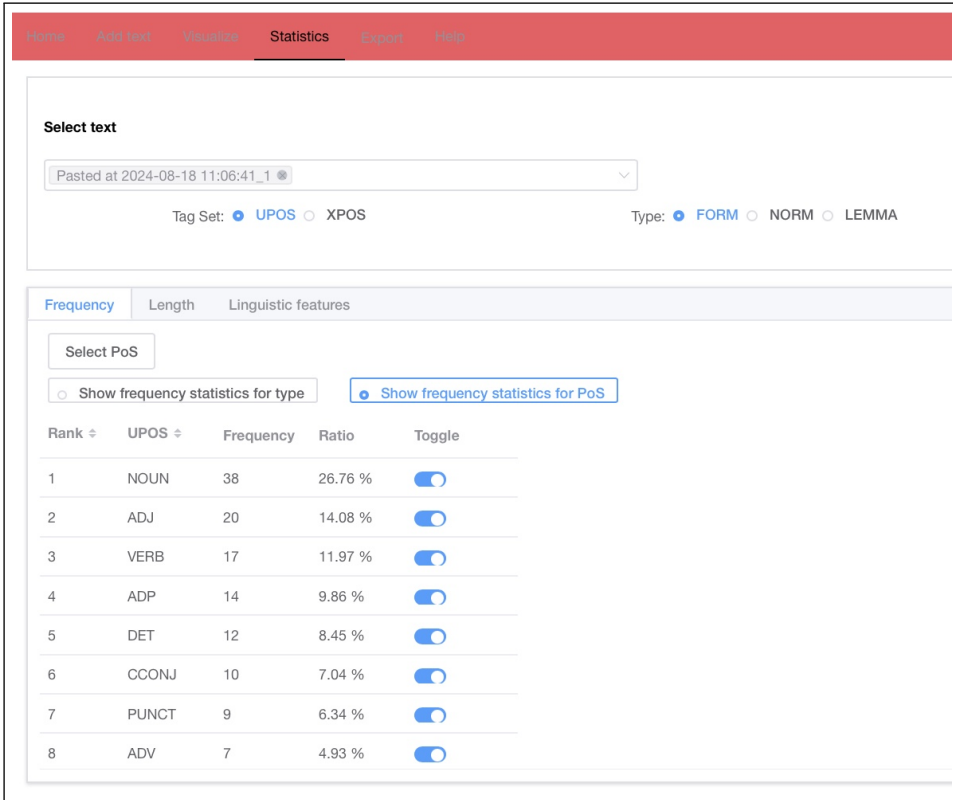 Home Add text Visualize Statistics Export Help
Select text
Pasted at 2024-08-18 11:06:41_1
Tag Set: UPOS XPOS Type: FORM NORM LEMMA
Frequency Length Linguistic features
Select PoS
Show frequency statistics for type Show frequency statistics for PoS
Rank UPOS Frequency Ratio Toggle
1 NOUN 38 26.76 %
2 ADJ 20 14.08 %
3 VERB 17 11.97 %
4 ADP 14 9.86 %
5 DET 12 8.45 %
6 CCONJ 10 7.04 %
7 PUNCT 9 6.34 %
8 ADV 7 4.93 %